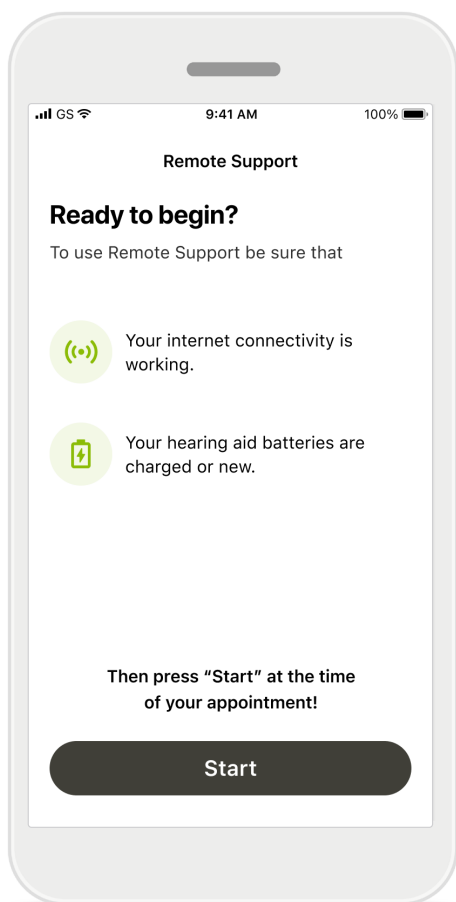 GS 9:41 AM 100%
Remote Support
Ready to begin?
To use Remote Support be sure that
Your internet connectivity is
working.
Your hearing aid batteries are
charged or new.
Then press “Start” at the time
of your appointment!
Start